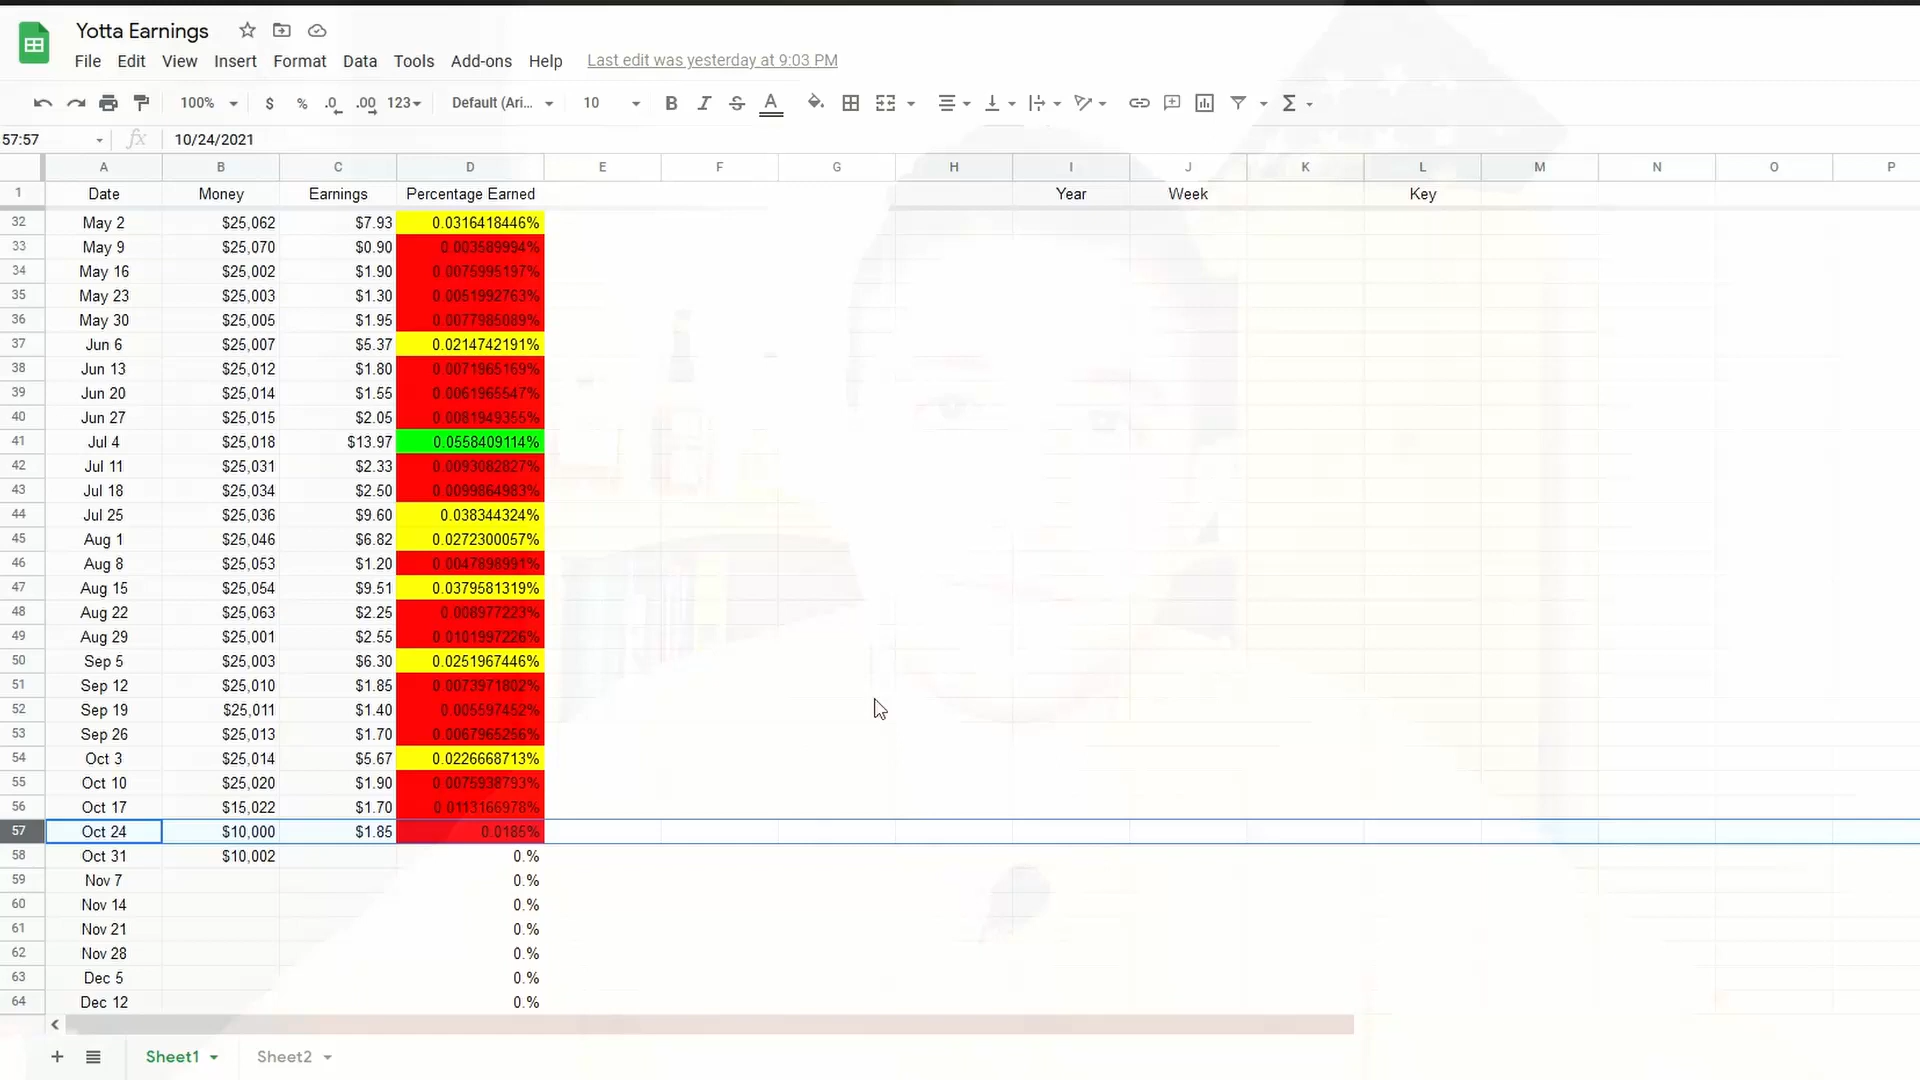 Yotta Earnings
File Edit View Insert Format Data Tools Add-ons Help Last edit was yesterday at 9:03 PM
100% $ % .0 .00 123 Default (Ari... 10 B I S A Σ
57:57 fx 10/24/2021
A B C D E F G H I J K L M N O P
1 Date Money Earnings Percentage Earned Year Week Key
32 May 2 $25,062 $7.93 0.0316418446%
33 May 9 $25,070 $0.90 0.003589994%
34 May 16 $25,002 $1.90 0.0075995197%
35 May 23 $25,003 $1.30 0.0051992763%
36 May 30 $25,005 $1.95 0.0077985089%
37 Jun 6 $25,007 $5.37 0.0214742191%
38 Jun 13 $25,012 $1.80 0.0071965169%
39 Jun 20 $25,014 $1.55 0.0061965547%
40 Jun 27 $25,015 $2.05 0.0081949355%
41 Jul 4 $25,018 $13.97 0.0558409114%
42 Jul 11 $25,031 $2.33 0.0093082827%
43 Jul 18 $25,034 $2.50 0.0099864983%
44 Jul 25 $25,036 $9.60 0.038344324%
45 Aug 1 $25,046 $6.82 0.0272300057%
46 Aug 8 $25,053 $1.20 0.0047898991%
47 Aug 15 $25,054 $9.51 0.0379581319%
48 Aug 22 $25,063 $2.25 0.008977223%
49 Aug 29 $25,001 $2.55 0.0101997226%
50 Sep 5 $25,003 $6.30 0.0251967446%
51 Sep 12 $25,010 $1.85 0.0073971802%
52 Sep 19 $25,011 $1.40 0.005597452%
53 Sep 26 $25,013 $1.70 0.0067965256%
54 Oct 3 $25,014 $5.67 0.0226668713%
55 Oct 10 $25,020 $1.90 0.0075938793%
56 Oct 17 $15,022 $1.70 0.0113166978%
57 Oct 24 $10,000 $1.85 0.0185%
58 Oct 31 $10,002 0.%
59 Nov 7 0.%
60 Nov 14 0.%
61 Nov 21 0.%
62 Nov 28 0.%
63 Dec 5 0.%
64 Dec 12 0.%
Sheet1 Sheet2